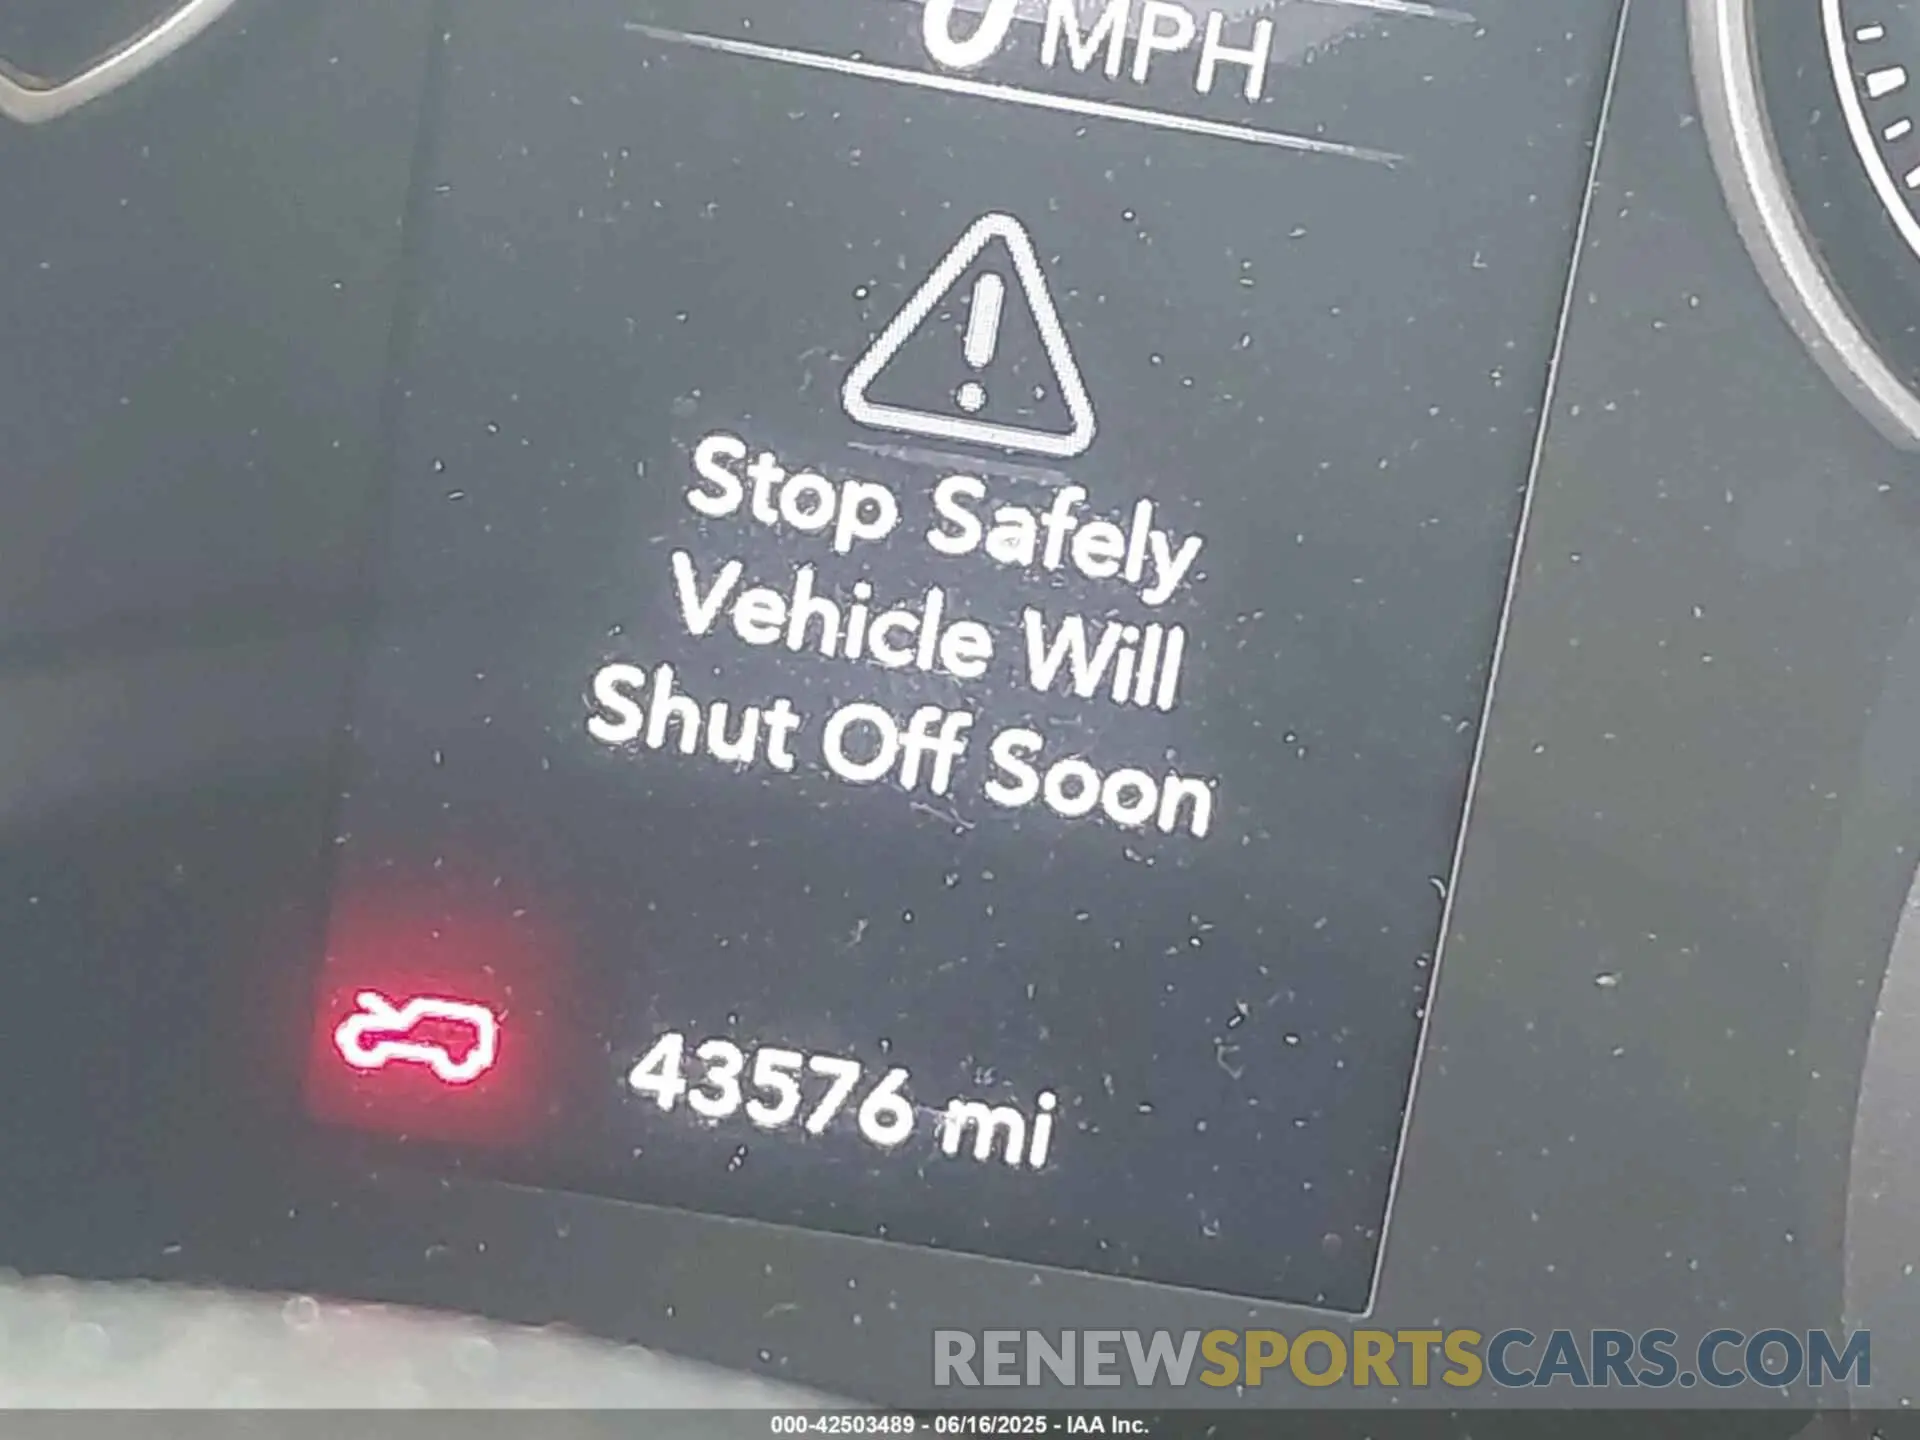 0 MPH
Stop Safely
Vehicle Will
Shut Off Soon
43576 mi
RENEWSPORTSCARS.COM
000-42503489 - 06/16/2025 - IAA Inc.